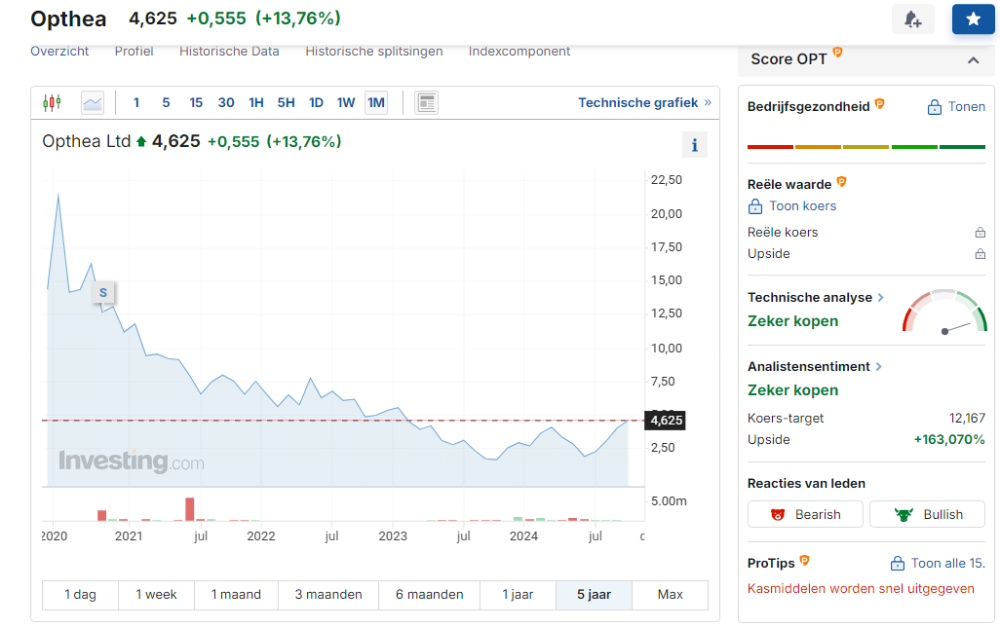 Opthea 4,625 +0,555 (+13,76%)
Overzicht Profiel Historische Data Historische splitsingen Indexcomponent
1 5 15 30 1H 5H 1D 1W 1M Technische grafiek »
Opthea Ltd 4,625 +0,555 (+13,76%)
i
22,50
20,00
17,50
15,00
S
12,50
10,00
7,50
4,625
2,50
Investing.com
5.00m
2020 2021 jul 2022 jul 2023 jul 2024 jul
1 dag 1 week 1 maand 3 maanden 6 maanden 1 jaar 5 jaar Max
Score OPT
Bedrijfsgezondheid Tonen
Reële waarde
Toon koers
Reële koers
Upside
Technische analyse
Zeker kopen
Analistensentiment
Zeker kopen
Koers-target 12,167
Upside +163,070%
Reacties van leden
Bearish Bullish
ProTips Toon alle 15.
Kasmiddelen worden snel uitgegeven